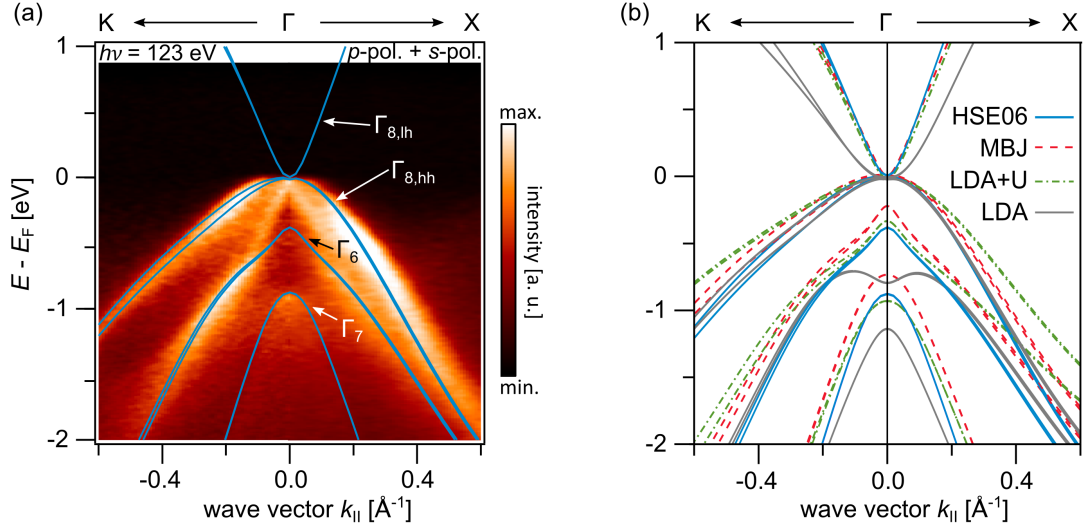 (a)
K Γ X
hν = 123 eV p-pol. + s-pol.
Γ8,lh
Γ8,hh
Γ6
Γ7
1
0
-1
-2
E - EF [eV]
-0.4 0.0 0.4
wave vector k|| [Å-1]
max.
intensity [a. u.]
min.
(b)
K Γ X
HSE06
MBJ
LDA+U
LDA
1
0
-1
-2
-0.4 0.0 0.4
wave vector k|| [Å-1]